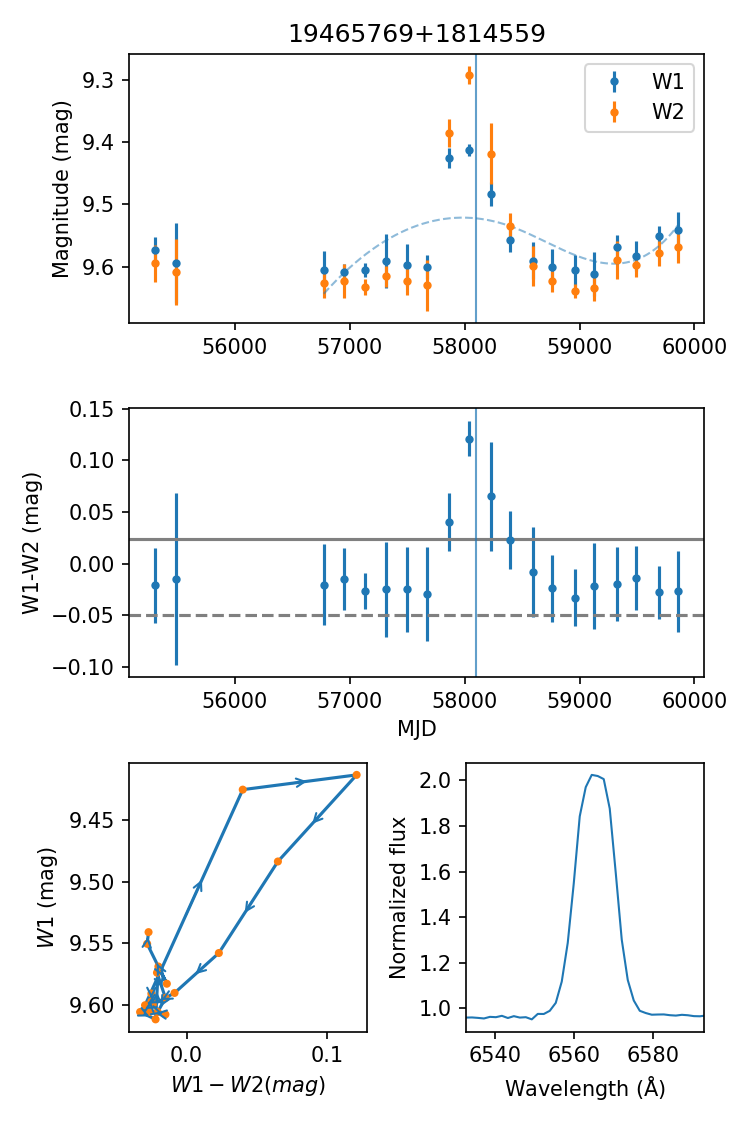 19465769+1814559
Magnitude (mag)
9.3
9.4
9.5
9.6
W1
W2
56000 57000 58000 59000 60000
W1-W2 (mag)
0.15
0.10
0.05
0.00
−0.05
−0.10
56000 57000 58000 59000 60000
MJD
W1 (mag)
9.45
9.50
9.55
9.60
0.0 0.1
W1 − W2(mag)
Normalized flux
2.0
1.8
1.6
1.4
1.2
1.0
6540 6560 6580
Wavelength (Å)